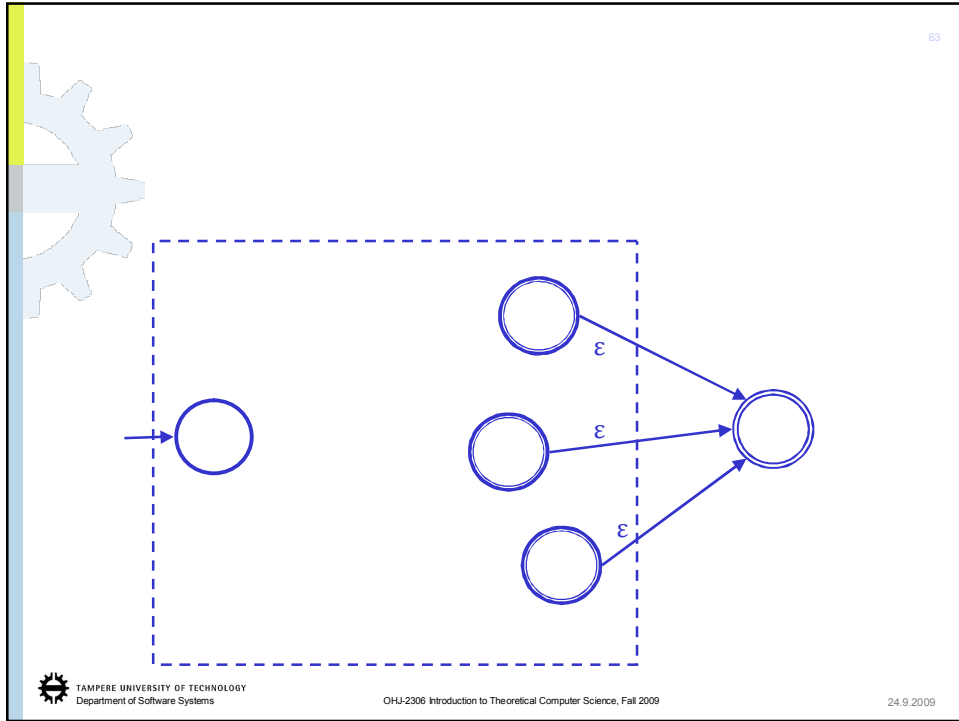 63
ε
ε
ε
TAMPERE UNIVERSITY OF TECHNOLOGY
Department of Software Systems
OHJ-2306 Introduction to Theoretical Computer Science, Fall 2009
24.9.2009